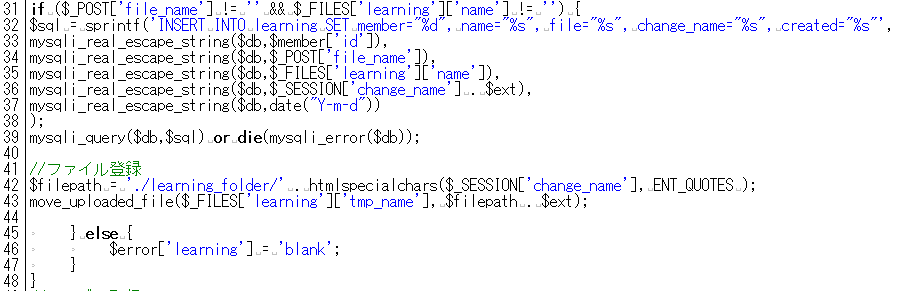 31 if ($_POST['file_name'] != '' && $_FILES['learning']['name'] != '') {
32 $sql = sprintf('INSERT INTO learning SET member="%d", name="%s", file="%s", change_name="%s", created="%s"',
33 mysqli_real_escape_string($db,$member['id']),
34 mysqli_real_escape_string($db,$_POST['file_name']),
35 mysqli_real_escape_string($db,$_FILES['learning']['name']),
36 mysqli_real_escape_string($db,$_SESSION['change_name'] . $ext),
37 mysqli_real_escape_string($db,date("Y-m-d"))
38 );
39 mysqli_query($db,$sql) or die(mysqli_error($db));
40
41 //ファイル登録
42 $filepath = './learning_folder/' . htmlspecialchars($_SESSION['change_name'], ENT_QUOTES );
43 move_uploaded_file($_FILES['learning']['tmp_name'], $filepath . $ext);
44
45 } else {
46 $error['learning'] = 'blank';
47 }
48 }